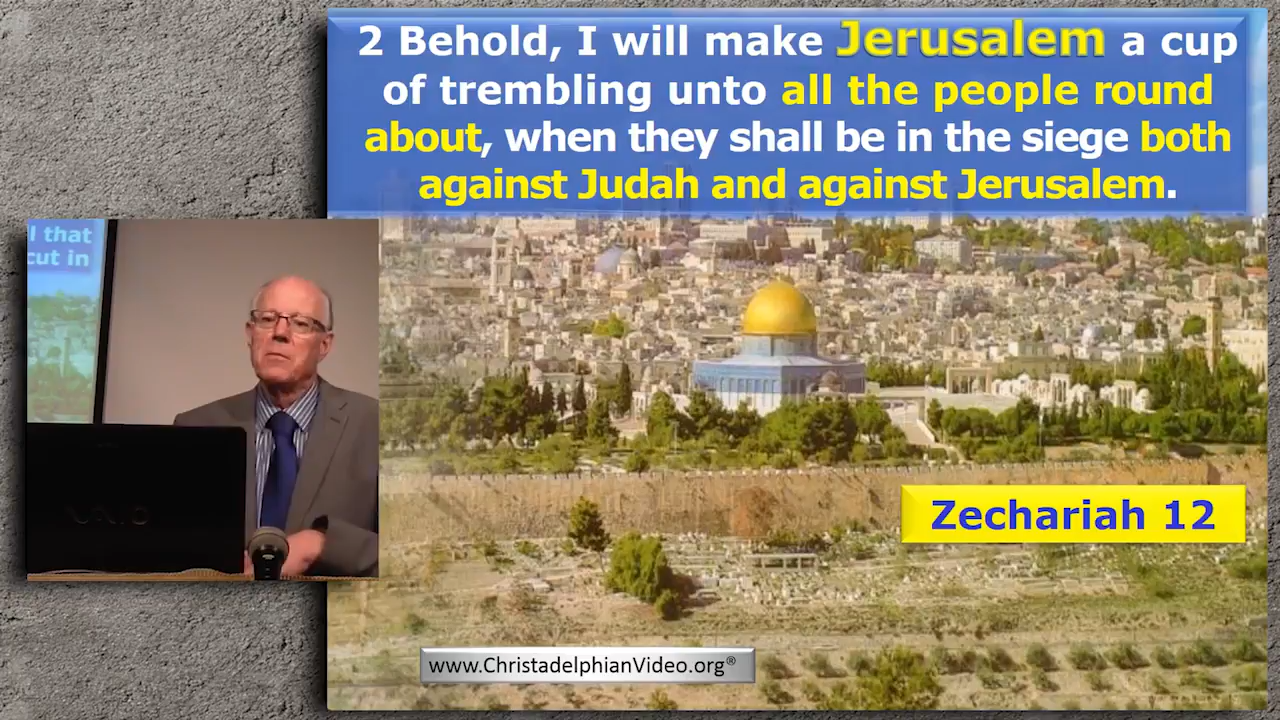 2 Behold, I will make Jerusalem a cup
of trembling unto all the people round
about, when they shall be in the siege both
against Judah and against Jerusalem.
l that
cut in
VAIO
Zechariah 12
www.ChristadelphianVideo.org®